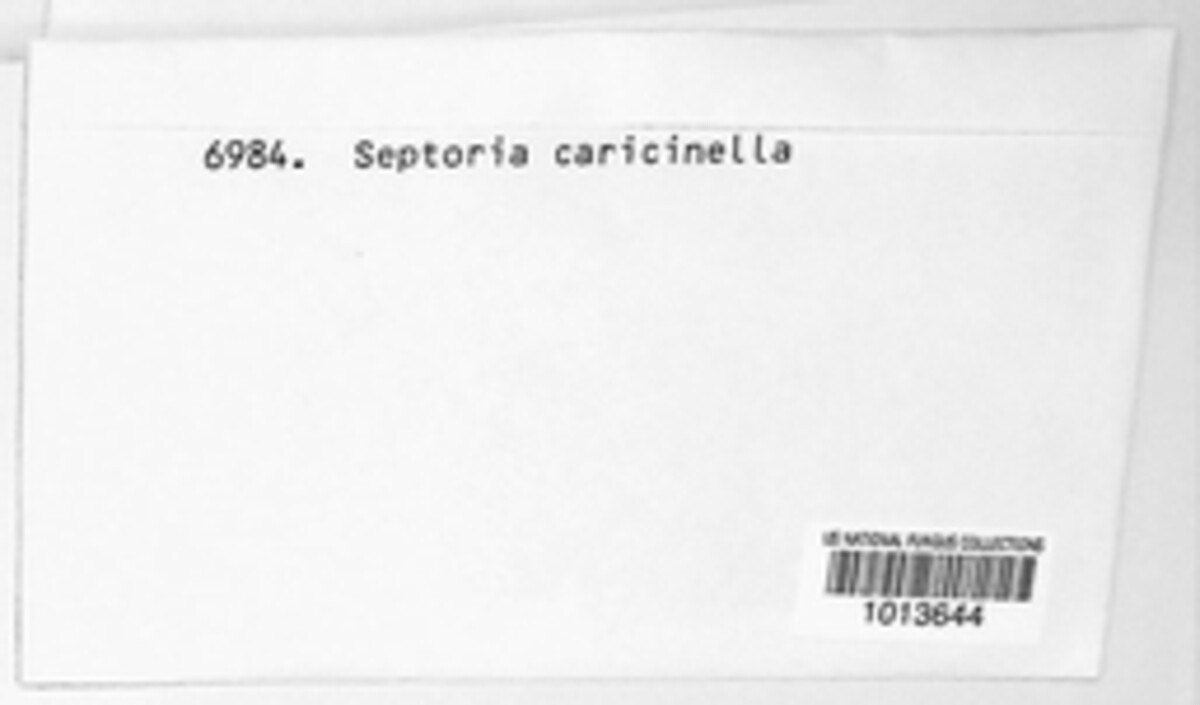 6984. Septoria caricinella
US NATIONAL FUNGUS COLLECTIONS
1013644